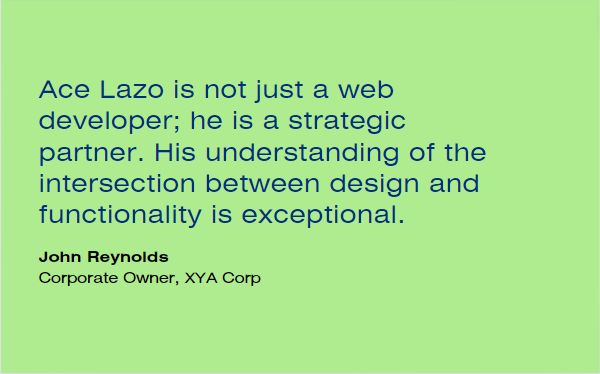 Ace Lazo is not just a web
developer; he is a strategic
partner. His understanding of the
intersection between design and
functionality is exceptional.
John Reynolds
Corporate Owner, XYA Corp